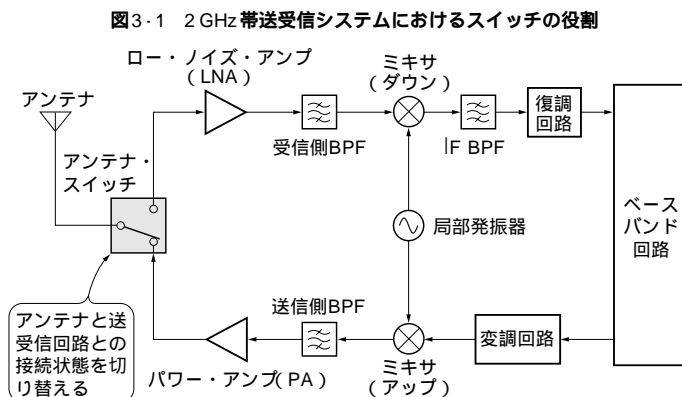 図3・1　2 GHz帯送受信システムにおけるスイッチの役割
ロー・ノイズ・アンプ
(LNA)
ミキサ
(ダウン)
アンテナ
復調
回路
受信側BPF
IF BPF
アンテナ・
スイッチ
ベース
バンド
回路
局部発振器
送信側BPF
アンテナと送
受信回路との
接続状態を切
り替える
変調回路
パワー・アンプ(PA)
ミキサ
(アップ)